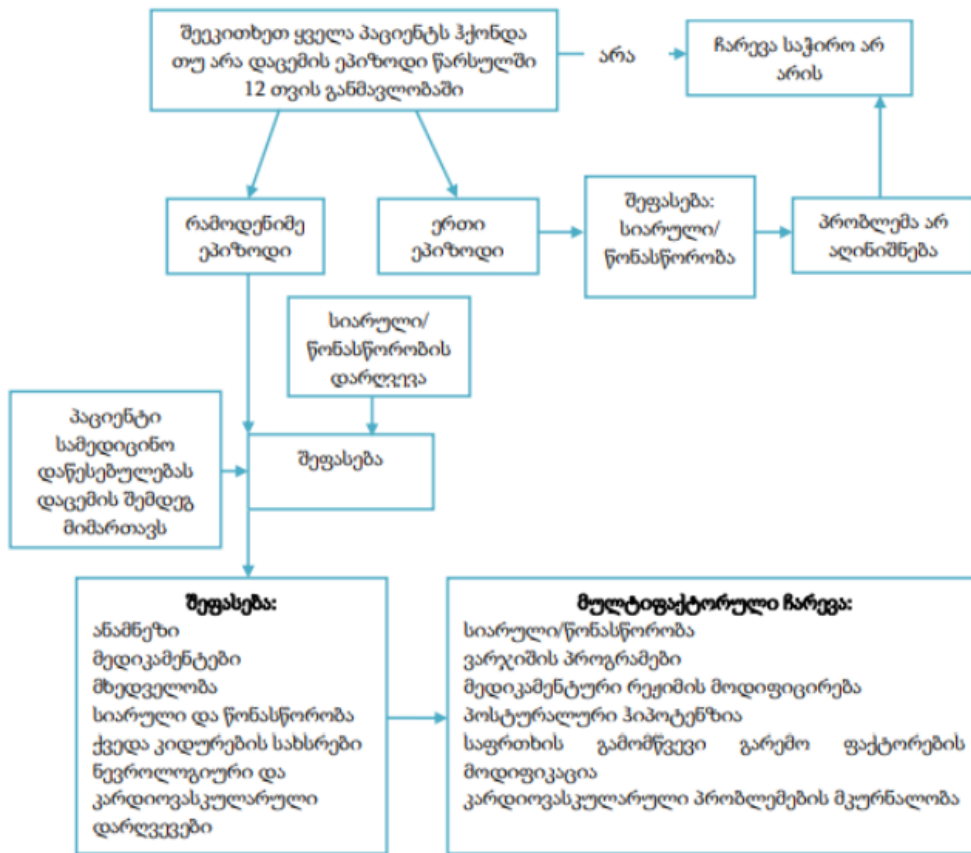 შეეკითხეთ ყველა პაციენტს ჰქონდა
თუ არა დაცემის ეპიზოდი წარსულში
12 თვის განმავლობაში
არა
ჩარევა საჭირო არ
არის
რამოდენიმე
ეპიზოდი
ერთი
ეპიზოდი
შეფასება:
სიარული/
წონასწორობა
პრობლემა არ
აღინიშნება
სიარული/
წონასწორობის
დარღვევა
პაციენტი
სამედიცინო
დაწესებულებას
დაცემის შემდეგ
მიმართავს
შეფასება
შეფასება:
ანამნეზი
მედიკამენტები
მხედველობა
სიარული და წონასწორობა
ქვედა კიდურების სახსრები
ნევროლოგიური და
კარდიოვასკულარული
დარღვევები
მულტიფაქტორული ჩარევა:
სიარული/წონასწორობა
ვარჯიშის პროგრამები
მედიკამენტური რეჟიმის მოდიფიცირება
პოსტურალური ჰიპოტენზია
საფრთხის გამომწვევი გარემო ფაქტორების
მოდიფიკაცია
კარდიოვასკულარული პრობლემების მკურნალობა